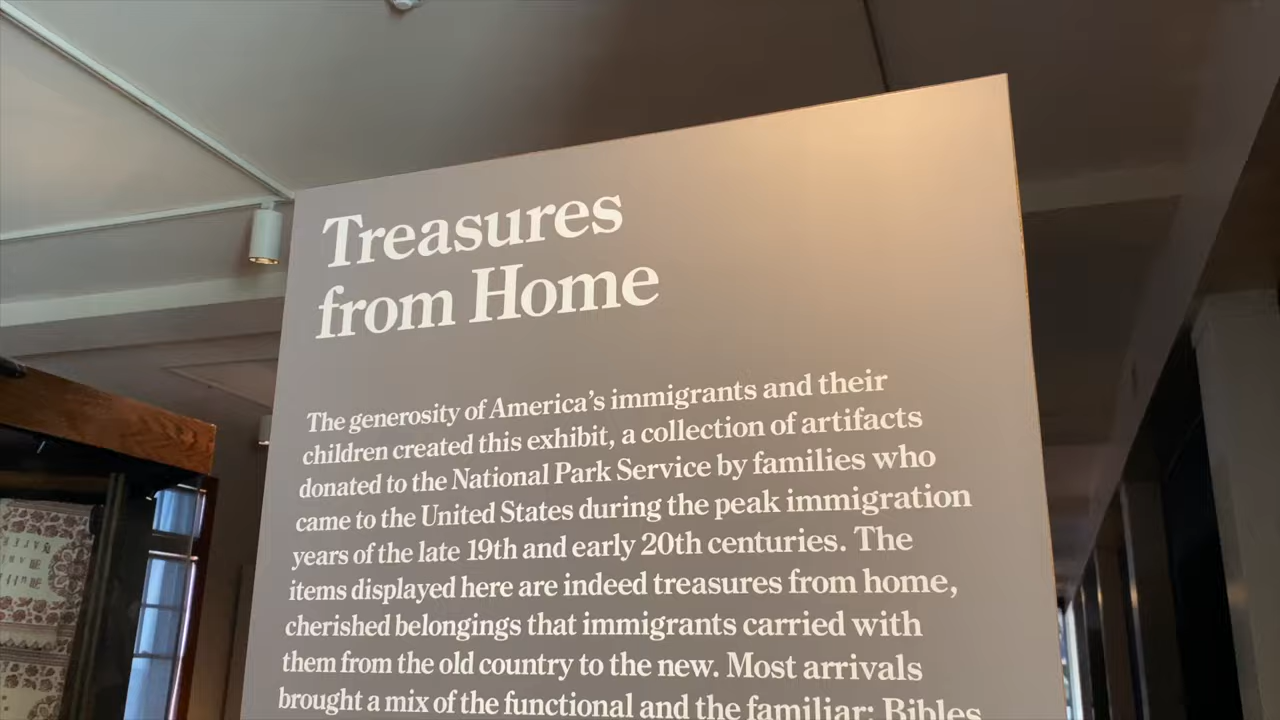 Treasures
from Home
The generosity of America's immigrants and their
children created this exhibit, a collection of artifacts
donated to the National Park Service by families who
came to the United States during the peak immigration
years of the late 19th and early 20th centuries. The
items displayed here are indeed treasures from home,
cherished belongings that immigrants carried with
them from the old country to the new. Most arrivals
brought a mix of the functional and the familiar: Bibles